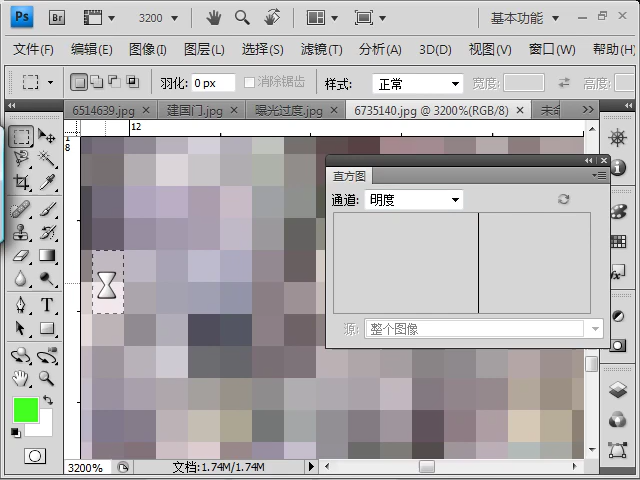 Ps Br 3200 基本功能
文件(F) 编辑(E) 图像(I) 图层(L) 选择(S) 滤镜(T) 分析(A) 3D(D) 视图(V) 窗口(W) 帮助(H)
羽化: 0 px 消除锯齿 样式: 正常 宽度: 高度:
6514639.jpg 建国门.jpg 曝光过度.jpg 6735140.jpg @ 3200%(RGB/8) 未命
12
18
直方图
通道: 明度
源: 整个图像
T
fx
3200% 文档:1.74M/1.74M